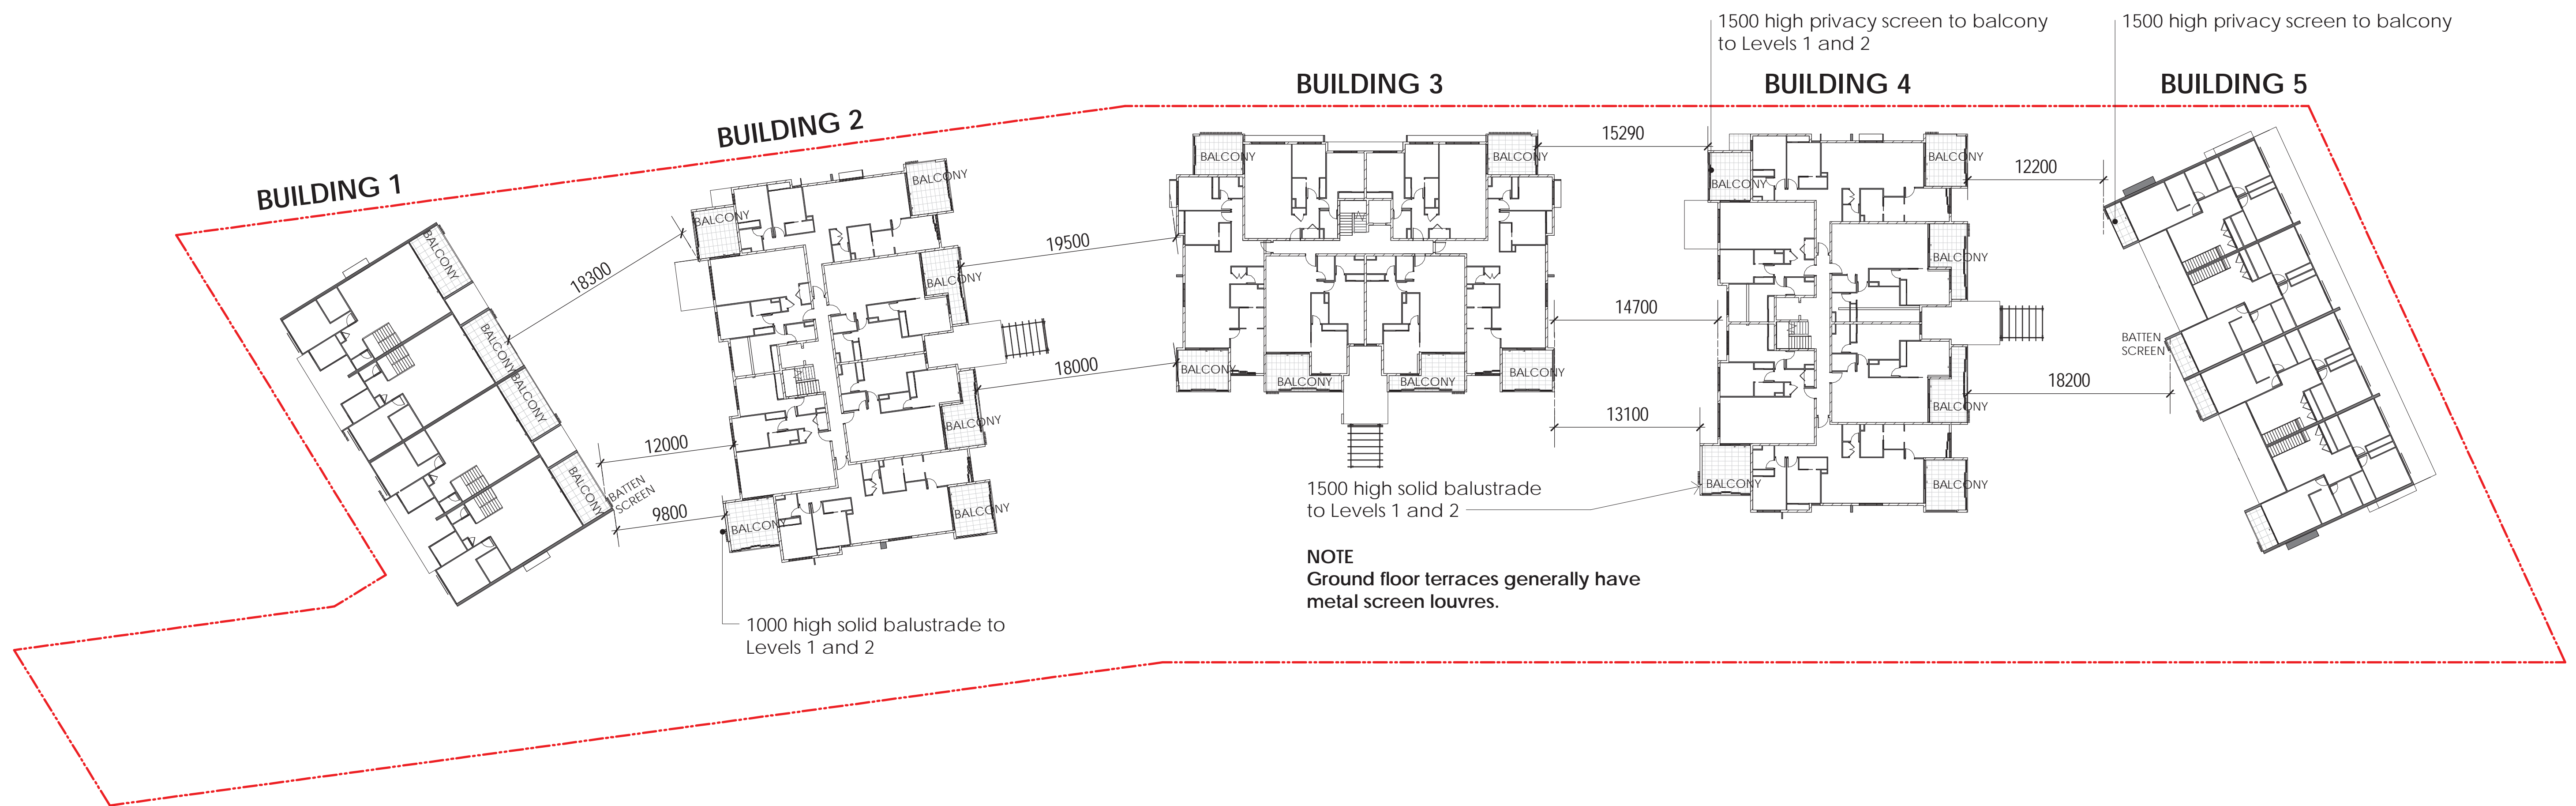 1500 high privacy screen to balcony
to Levels 1 and 2
1500 high privacy screen to balcony
BUILDING 1
BUILDING 2
BUILDING 3
BUILDING 4
BUILDING 5
BALCONY
BALCONY
BALCONY
BALCONY
BATTEN
SCREEN
18300
12000
9800
BALCONY
BALCONY
BALCONY
BALCONY
BALCONY
BALCONY
1000 high solid balustrade to
Levels 1 and 2
19500
18000
BALCONY
BALCONY
BALCONY
BALCONY
BALCONY
BALCONY
15290
14700
13100
1500 high solid balustrade
to Levels 1 and 2
NOTE
Ground floor terraces generally have
metal screen louvres.
BALCONY
BALCONY
BALCONY
BALCONY
BALCONY
BALCONY
12200
18200
BATTEN
SCREEN